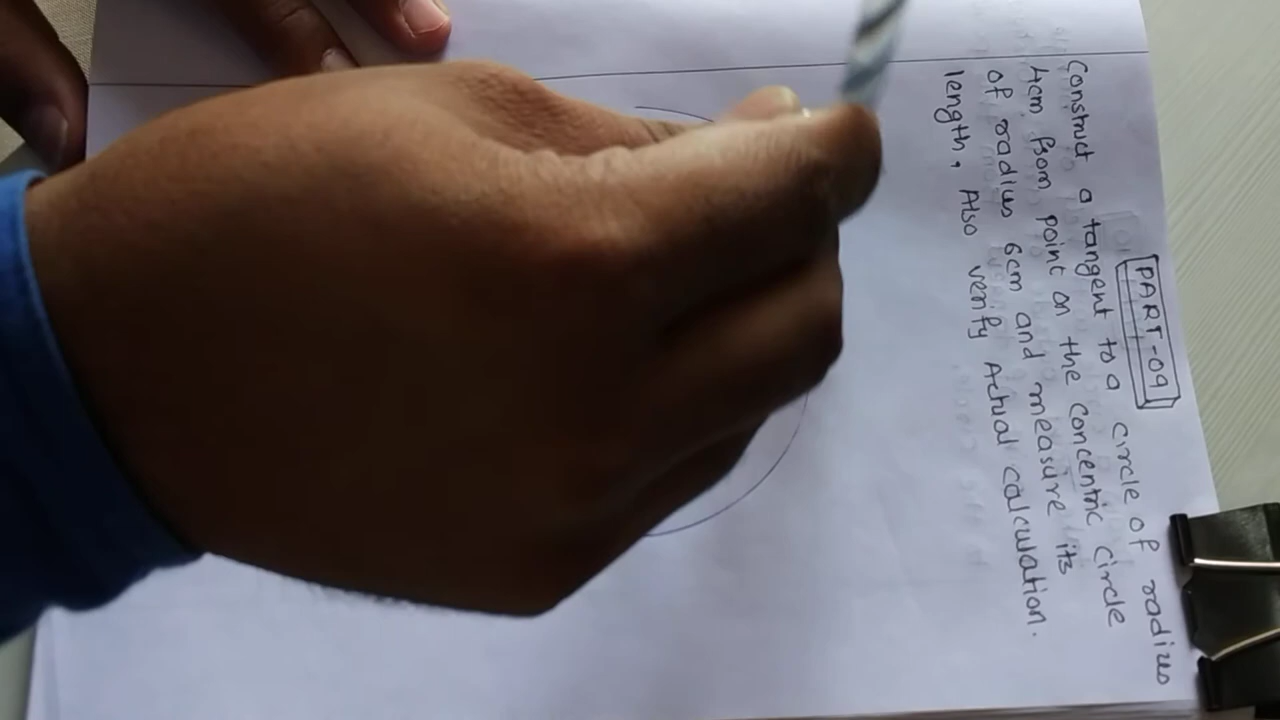 PART-09
Construct a tangent to a circle of radius
4cm from point on the concentric circle
of radius 6cm and measure its
length, Also verify Actual calculation.